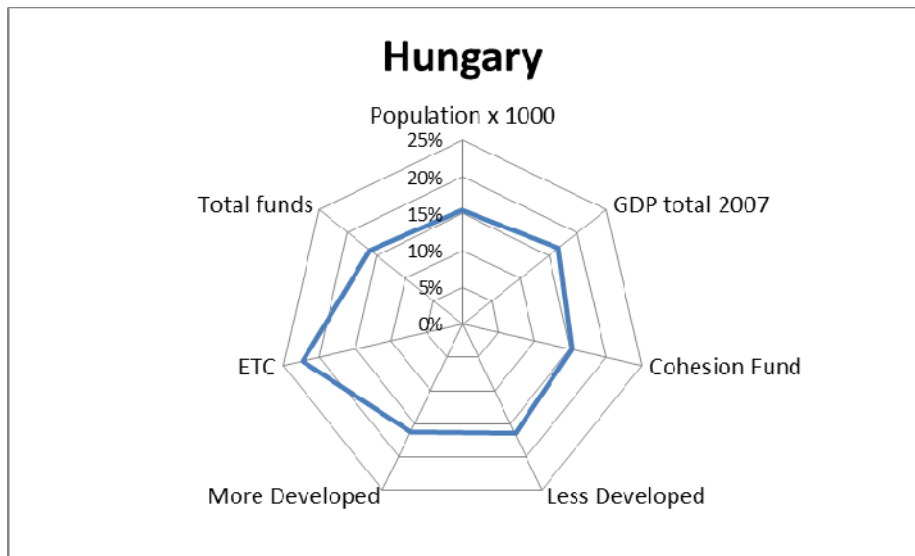 Hungary
Population x 1000
25%
20%
15%
10%
5%
0%
Total funds
GDP total 2007
ETC
Cohesion Fund
More Developed
Less Developed